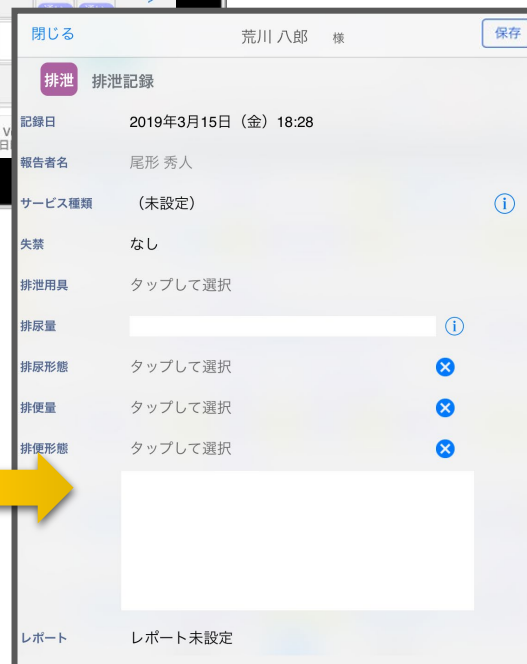 閉じる 荒川 八郎 様 保存
排泄 排泄記録
記録日 2019年3月15日（金）18:28
報告者名 尾形 秀人
サービス種類 （未設定）
失禁 なし
排泄用具 タップして選択
排尿量
排尿形態 タップして選択
排便量 タップして選択
排便形態 タップして選択
レポート レポート未設定